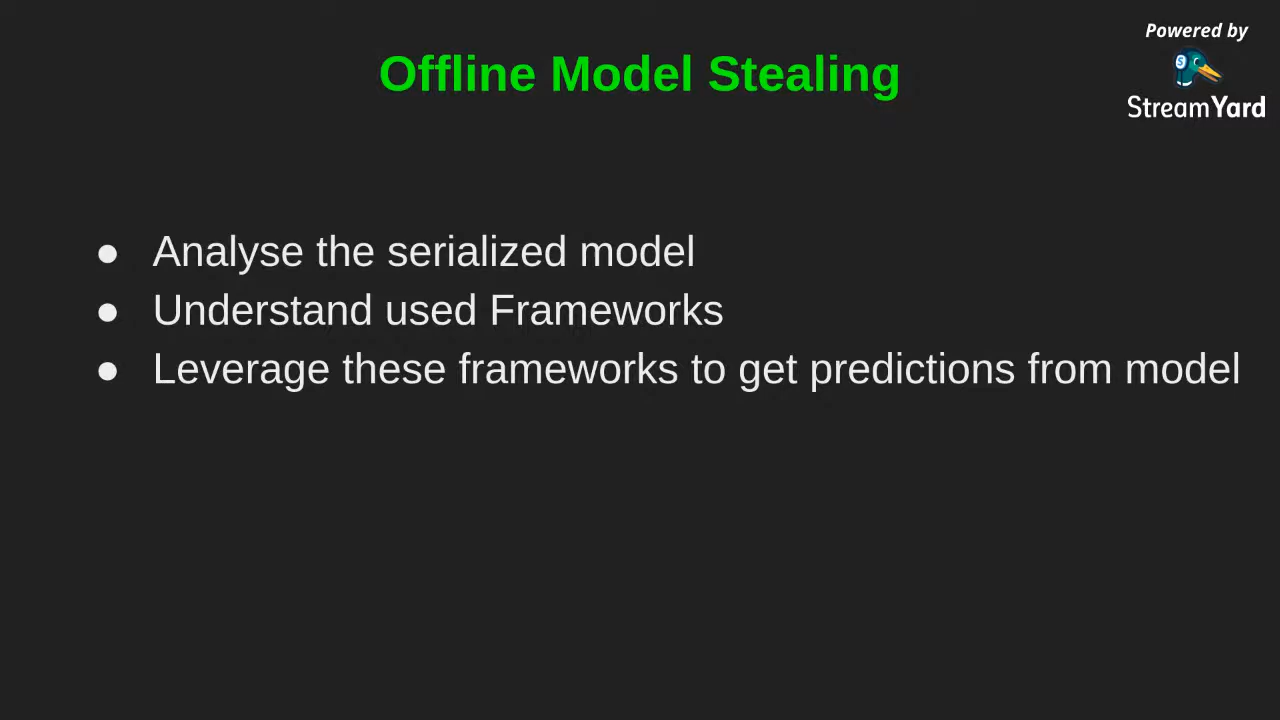 Powered by
StreamYard
Offline Model Stealing
● Analyse the serialized model
● Understand used Frameworks
● Leverage these frameworks to get predictions from model